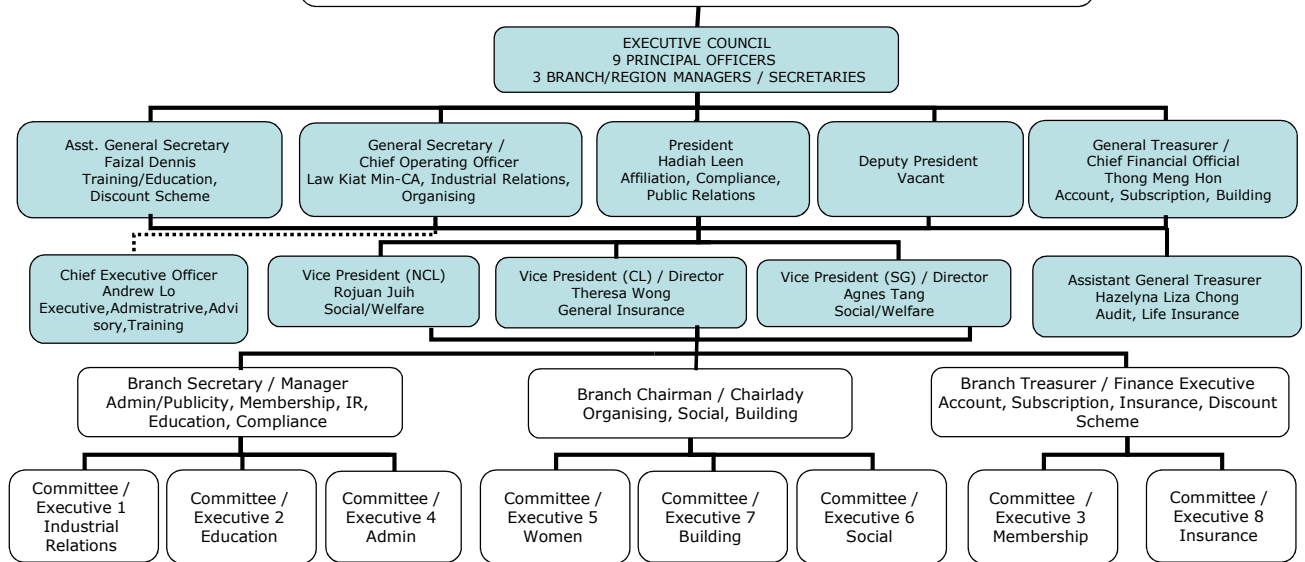 EXECUTIVE COUNCIL
9 PRINCIPAL OFFICERS
3 BRANCH/REGION MANAGERS / SECRETARIES
Asst. General Secretary
Faizal Dennis
Training/Education,
Discount Scheme
General Secretary /
Chief Operating Officer
Law Kiat Min-CA, Industrial Relations,
Organising
President
Hadiah Leen
Affiliation, Compliance,
Public Relations
Deputy President
Vacant
General Treasurer /
Chief Financial Official
Thong Meng Hon
Account, Subscription, Building
Chief Executive Officer
Andrew Lo
Executive,Admistratrive,Advi
sory,Training
Vice President (NCL)
Rojuan Juih
Social/Welfare
Vice President (CL) / Director
Theresa Wong
General Insurance
Vice President (SG) / Director
Agnes Tang
Social/Welfare
Assistant General Treasurer
Hazelyna Liza Chong
Audit, Life Insurance
Branch Secretary / Manager
Admin/Publicity, Membership, IR,
Education, Compliance
Branch Chairman / Chairlady
Organising, Social, Building
Branch Treasurer / Finance Executive
Account, Subscription, Insurance, Discount
Scheme
Committee /
Executive 1
Industrial
Relations
Committee /
Executive 2
Education
Committee /
Executive 4
Admin
Committee /
Executive 5
Women
Committee /
Executive 7
Building
Committee /
Executive 6
Social
Committee /
Executive 3
Membership
Committee /
Executive 8
Insurance